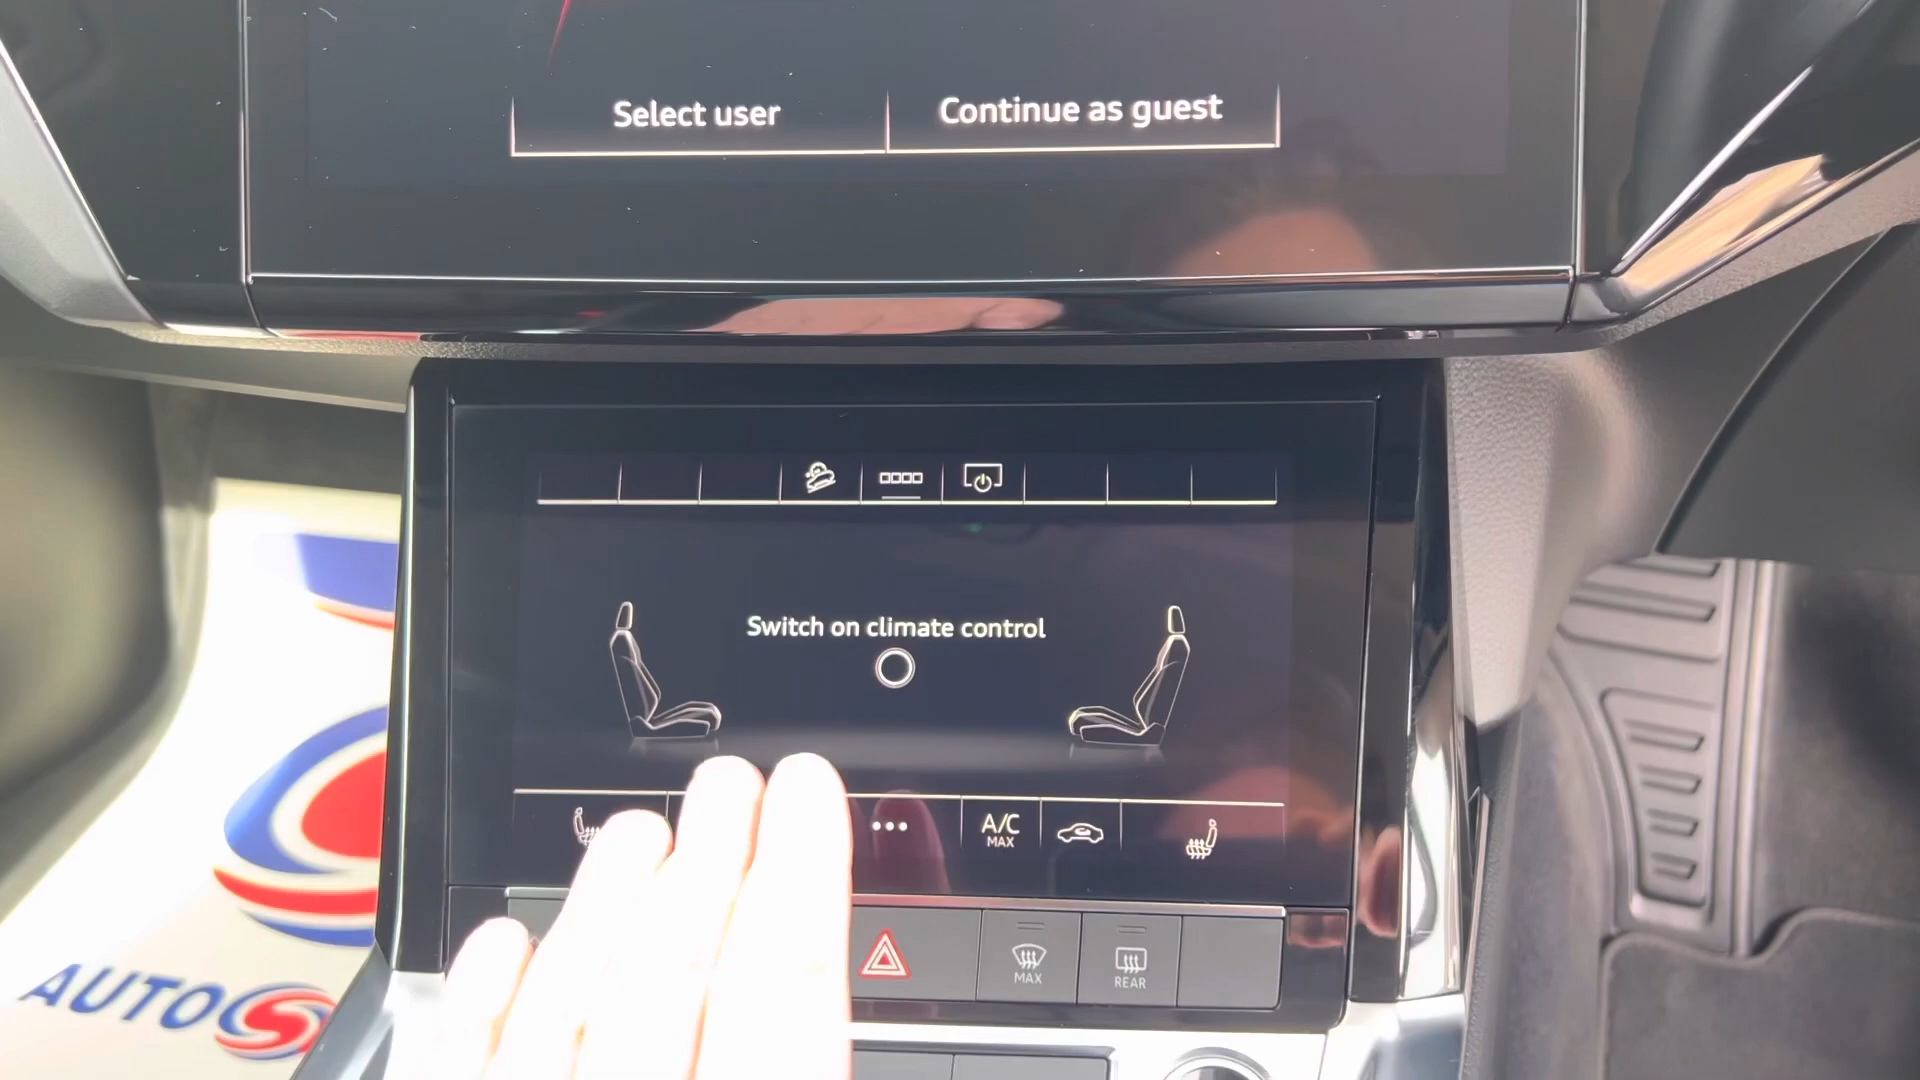 Select user
Continue as guest
Switch on climate control
A/C
MAX
MAX
REAR
AUTO